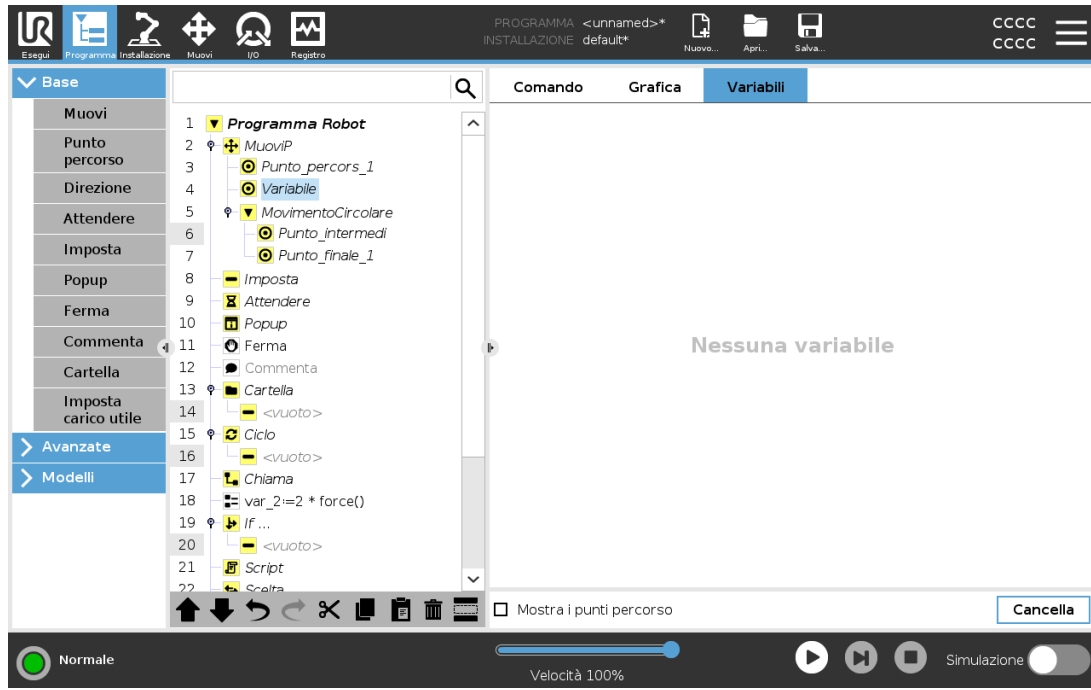 PROGRAMMA <unnamed>*
INSTALLAZIONE default*
Esegui
Programma
Installazione
Muovi
I/O
Registro
Nuovo...
Apri...
Salva...
CCCC
CCCC
Base
Muovi
Punto
percorso
Direzione
Attendere
Imposta
Popup
Ferma
Commenta
Cartella
Imposta
carico utile
Avanzate
Modelli
1 Programma Robot
2 MuoviP
3 Punto_percors_1
4 Variabile
5 MovimentoCircolare
6 Punto_intermedi
7 Punto_finale_1
8 Imposta
9 Attendere
10 Popup
11 Ferma
12 Commenta
13 Cartella
14 <vuoto>
15 Ciclo
16 <vuoto>
17 Chiama
18 var_2:=2 * force()
19 If ...
20 <vuoto>
21 Script
22 Scelta
Comando Grafica Variabili
Nessuna variabile
Mostra i punti percorso
Cancella
Normale
Velocità 100%
Simulazione